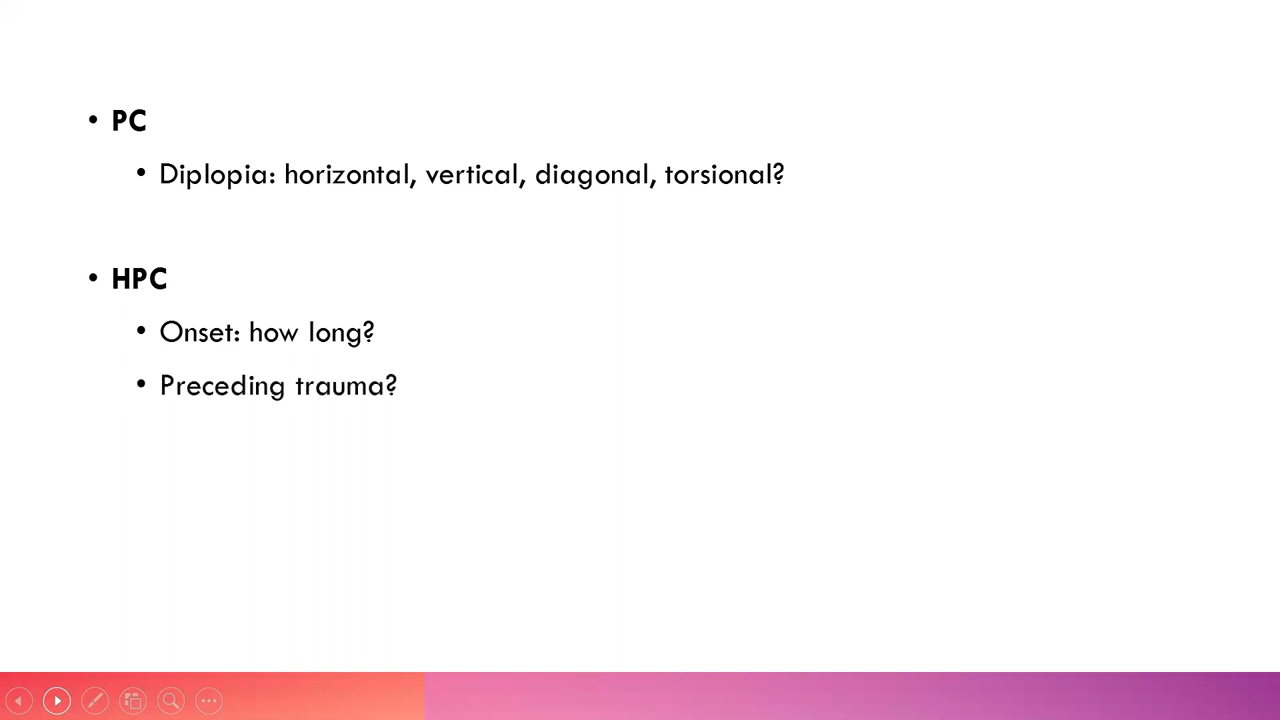 • PC
• Diplopia: horizontal, vertical, diagonal, torsional?
• HPC
• Onset: how long?
• Preceding trauma?